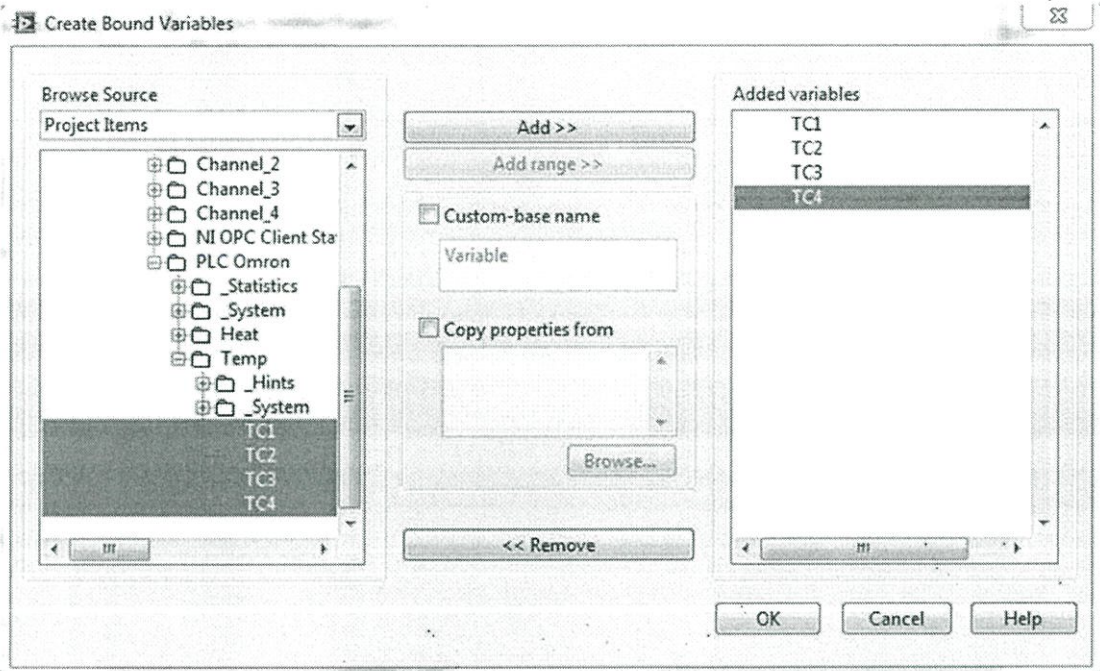 Create Bound Variables
Browse Source
Project Items
Channel_2
Channel_3
Channel_4
NI OPC Client Sta
PLC Omron
_Statistics
_System
Heat
Temp
_Hints
_System
TC1
TC2
TC3
TC4
Add >>
Add range >>
Custom-base name
Variable
Copy properties from
Browse...
<< Remove
Added variables
TC1
TC2
TC3
TC4
OK
Cancel
Help